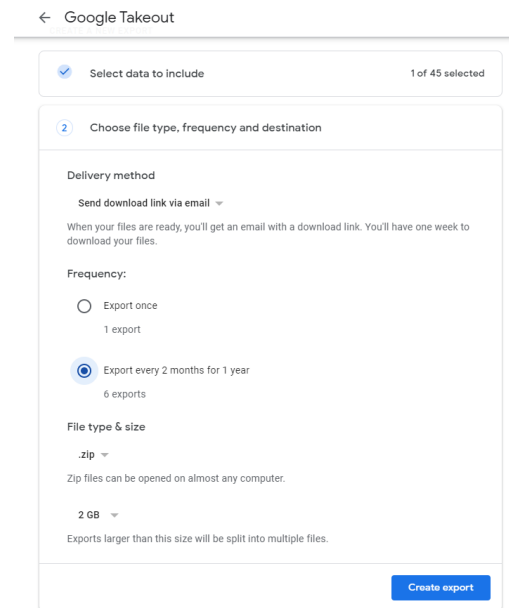 Google Takeout
CREATE A NEW EXPORT
Select data to include
1 of 45 selected
2
Choose file type, frequency and destination
Delivery method
Send download link via email
When your files are ready, you'll get an email with a download link. You'll have one week to
download your files.
Frequency:
Export once
1 export
Export every 2 months for 1 year
6 exports
File type & size
.zip
Zip files can be opened on almost any computer.
2 GB
Exports larger than this size will be split into multiple files.
Create export